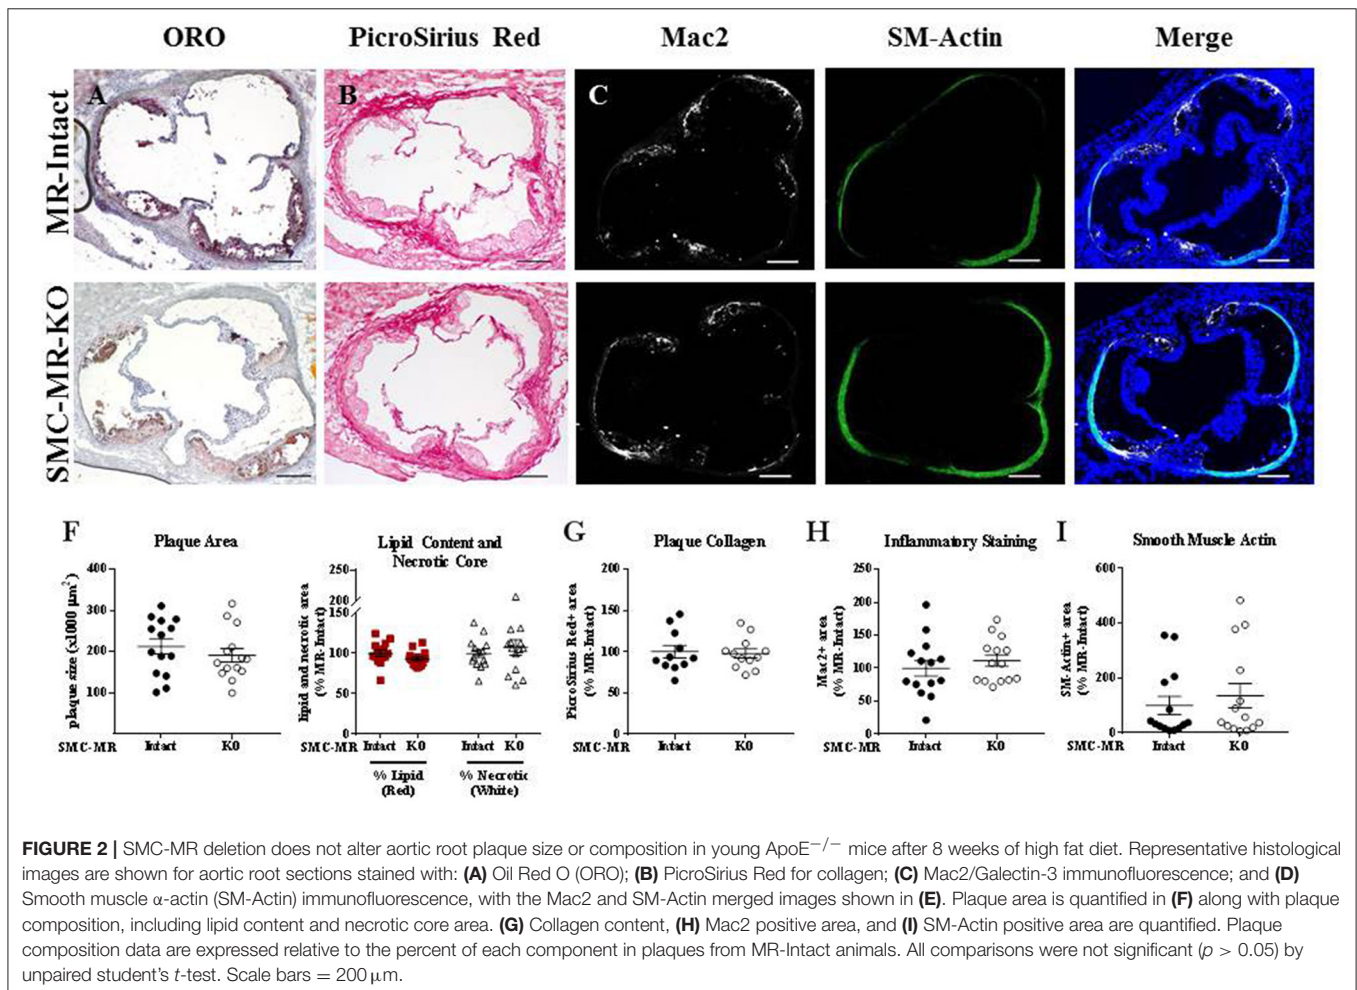 ORO PicroSirius Red Mac2 SM-Actin Merge
MR-Intact
A B C
SMC-MR-KO
F Plaque Area
plaque size (x1000 μm²)
400
300
200
100
SMC-MR Intact KO
Lipid Content and
Necrotic Core
lipid and necrotic area
(% MR-Intact)
250
200
150
100
50
0
SMC-MR Intact KO Intact KO
% Lipid % Necrotic
(Red) (White)
G Plaque Collagen
PicroSirius Red+ area
(% MR-Intact)
200
150
100
50
0
SMC-MR Intact KO
H Inflammatory Staining
Mac2+ area
(% MR-Intact)
250
200
150
100
50
0
SMC-MR Intact KO
I Smooth Muscle Actin
SM-Actin+ area
(% MR-Intact)
600
400
200
0
SMC-MR Intact KO
FIGURE 2 | SMC-MR deletion does not alter aortic root plaque size or composition in young ApoE−/− mice after 8 weeks of high fat diet. Representative histological
images are shown for aortic root sections stained with: (A) Oil Red O (ORO); (B) PicroSirius Red for collagen; (C) Mac2/Galectin-3 immunofluorescence; and (D)
Smooth muscle α-actin (SM-Actin) immunofluorescence, with the Mac2 and SM-Actin merged images shown in (E). Plaque area is quantified in (F) along with plaque
composition, including lipid content and necrotic core area. (G) Collagen content, (H) Mac2 positive area, and (I) SM-Actin positive area are quantified. Plaque
composition data are expressed relative to the percent of each component in plaques from MR-Intact animals. All comparisons were not significant (p > 0.05) by
unpaired student's t-test. Scale bars = 200 μm.